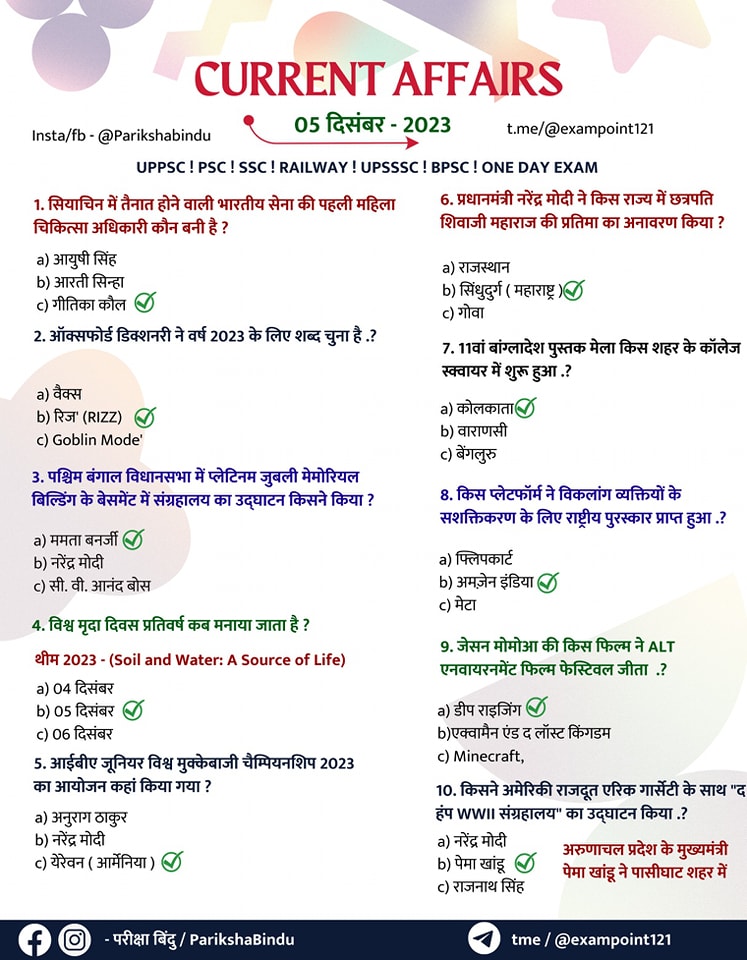 CURRENT AFFAIRS
Insta/fb - @Parikshabindu
05 दिसंबर - 2023
t.me/@exampoint121
UPPSC ! PSC ! SSC ! RAILWAY ! UPSSSC ! BPSC ! ONE DAY EXAM
1. सियाचिन में तैनात होने वाली भारतीय सेना की पहली महिला
चिकित्सा अधिकारी कौन बनी है ?
a) आयुषी सिंह
b) आरती सिन्हा
c) गीतिका कौल
2. ऑक्सफोर्ड डिक्शनरी ने वर्ष 2023 के लिए शब्द चुना है .?
a) वैक्स
b) रिज' (RIZZ)
c) Goblin Mode'
3. पश्चिम बंगाल विधानसभा में प्लेटिनम जुबली मेमोरियल
बिल्डिंग के बेसमेंट में संग्रहालय का उद्घाटन किसने किया ?
a) ममता बनर्जी
b) नरेंद्र मोदी
c) सी. वी. आनंद बोस
4. विश्व मृदा दिवस प्रतिवर्ष कब मनाया जाता है ?
थीम 2023 - (Soil and Water: A Source of Life)
a) 04 दिसंबर
b) 05 दिसंबर
c) 06 दिसंबर
5. आईबीए जूनियर विश्व मुक्केबाजी चैम्पियनशिप 2023
का आयोजन कहां किया गया ?
a) अनुराग ठाकुर
b) नरेंद्र मोदी
c) येरेवन ( आर्मेनिया )
6. प्रधानमंत्री नरेंद्र मोदी ने किस राज्य में छत्रपति
शिवाजी महाराज की प्रतिमा का अनावरण किया ?
a) राजस्थान
b) सिंधुदुर्ग ( महाराष्ट्र )
c) गोवा
7. 11वां बांग्लादेश पुस्तक मेला किस शहर के कॉलेज
स्क्वायर में शुरू हुआ .?
a) कोलकाता
b) वाराणसी
c) बेंगलुरु
8. किस प्लेटफॉर्म ने विकलांग व्यक्तियों के
सशक्तिकरण के लिए राष्ट्रीय पुरस्कार प्राप्त हुआ .?
a) फ्लिपकार्ट
b) अमज़ेन इंडिया
c) मेटा
9. जेसन मोमोआ की किस फिल्म ने ALT
एनवायरनमेंट फिल्म फेस्टिवल जीता .?
a) डीप राइजिंग
b)एक्वामैन एंड द लॉस्ट किंगडम
c) Minecraft,
10. किसने अमेरिकी राजदूत एरिक गार्सेटी के साथ "द
हंप WWII संग्रहालय" का उद्घाटन किया .?
a) नरेंद्र मोदी
b) पेमा खांडू
c) राजनाथ सिंह
अरुणाचल प्रदेश के मुख्यमंत्री
पेमा खांडू ने पासीघाट शहर में
- परीक्षा बिंदु / ParikshaBindu
tme / @exampoint121